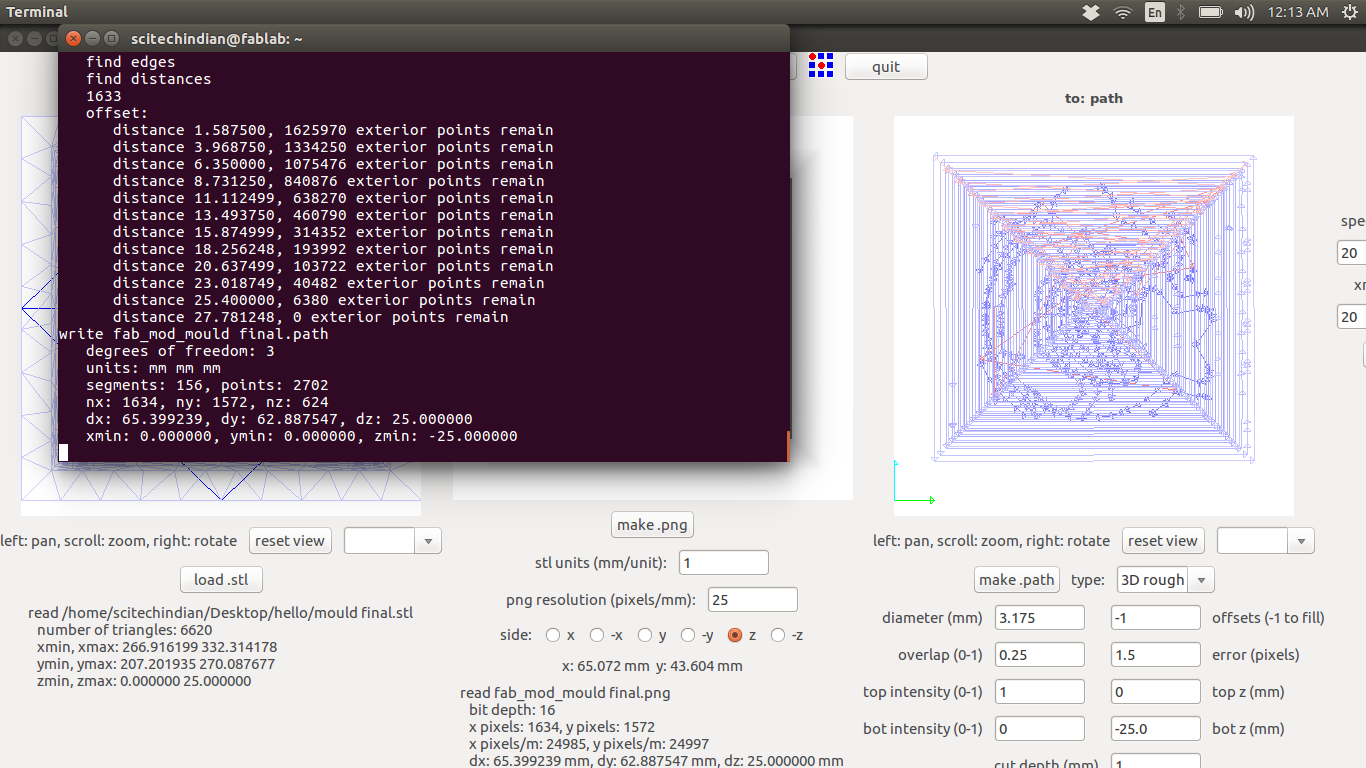 Terminal
En
12:13 AM
scitechindian@fablab: ~
find edges
find distances
1633
offset:
distance 1.587500, 1625970 exterior points remain
distance 3.968750, 1334250 exterior points remain
distance 6.350000, 1075476 exterior points remain
distance 8.731250, 840876 exterior points remain
distance 11.112499, 638270 exterior points remain
distance 13.493750, 460790 exterior points remain
distance 15.874999, 314352 exterior points remain
distance 18.256248, 193992 exterior points remain
distance 20.637499, 103722 exterior points remain
distance 23.018749, 40482 exterior points remain
distance 25.400000, 6380 exterior points remain
distance 27.781248, 0 exterior points remain
write fab_mod_mould final.path
degrees of freedom: 3
units: mm mm mm
segments: 156, points: 2702
nx: 1634, ny: 1572, nz: 624
dx: 65.399239, dy: 62.887547, dz: 25.000000
xmin: 0.000000, ymin: 0.000000, zmin: -25.000000
quit
to: path
spe
20
xn
20
left: pan, scroll: zoom, right: rotate
reset view
load .stl
read /home/scitechindian/Desktop/hello/mould final.stl
number of triangles: 6620
xmin, xmax: 266.916199 332.314178
ymin, ymax: 207.201935 270.087677
zmin, zmax: 0.000000 25.000000
make .png
stl units (mm/unit): 1
png resolution (pixels/mm): 25
side: x -x y -y z -z
x: 65.072 mm y: 43.604 mm
read fab_mod_mould final.png
bit depth: 16
x pixels: 1634, y pixels: 1572
x pixels/m: 24985, y pixels/m: 24997
dx: 65.399239 mm, dy: 62.887547 mm, dz: 25.000000 mm
left: pan, scroll: zoom, right: rotate
reset view
make .path type: 3D rough
diameter (mm) 3.175 -1 offsets (-1 to fill)
overlap (0-1) 0.25 1.5 error (pixels)
top intensity (0-1) 1 0 top z (mm)
bot intensity (0-1) 0 -25.0 bot z (mm)
cut depth (mm) 1